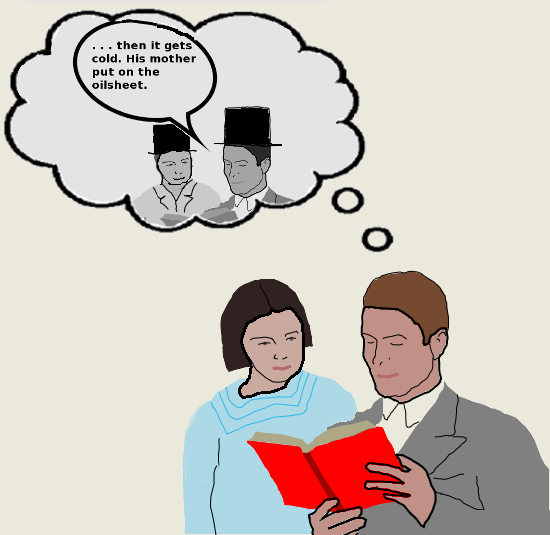 . . . then it gets
cold. His mother
put on the
oilsheet.